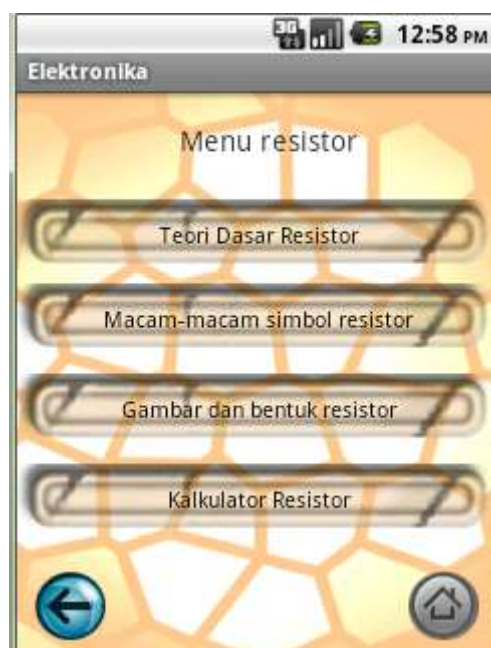 3G
12:58 PM
Elektronika
Menu resistor
Teori Dasar Resistor
Macam-macam simbol resistor
Gambar dan bentuk resistor
Kalkulator Resistor